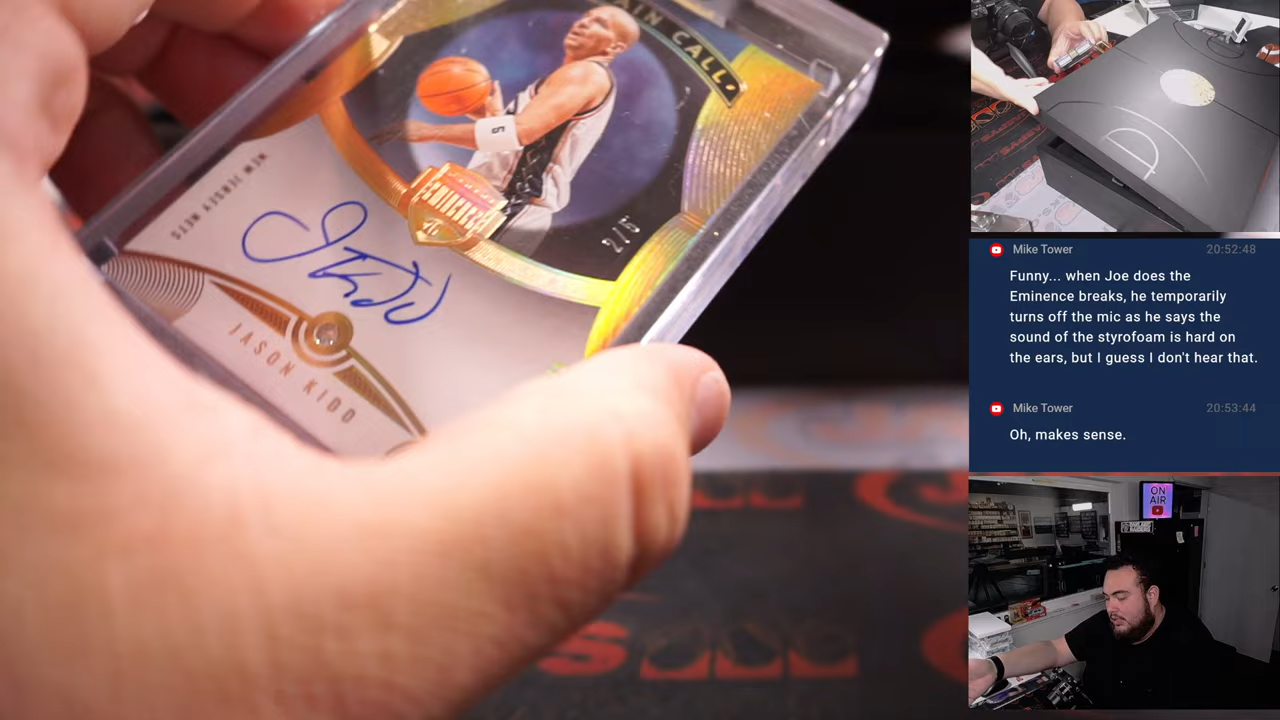 AIN CALL.
NEW JERSEY NETS
2/5
JASON KIDD
Mike Tower 20:52:48
Funny... when Joe does the
Eminence breaks, he temporarily
turns off the mic as he says the
sound of the styrofoam is hard on
the ears, but I guess I don't hear that.
Mike Tower 20:53:44
Oh, makes sense.
ON
AIR